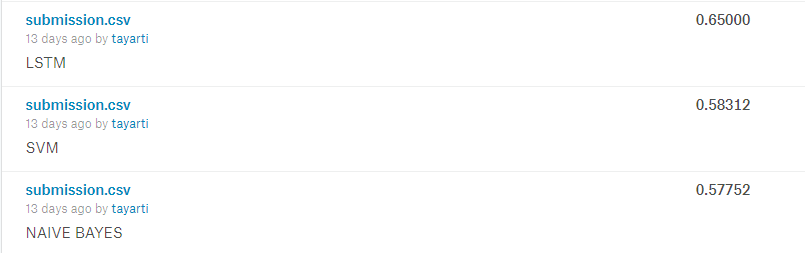 submission.csv 0.65000
13 days ago by tayarti
LSTM
submission.csv 0.58312
13 days ago by tayarti
SVM
submission.csv 0.57752
13 days ago by tayarti
NAIVE BAYES